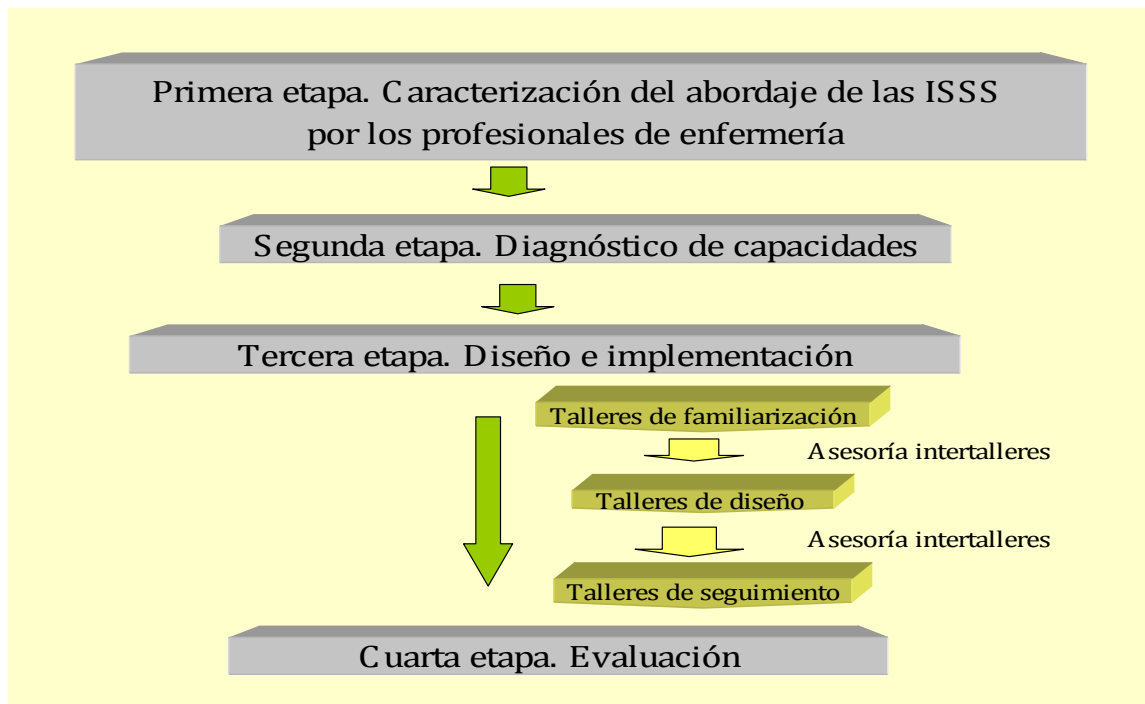 Primera etapa. Caracterización del abordaje de las ISSS
por los profesionales de enfermería
Segunda etapa. Diagnóstico de capacidades
Tercera etapa. Diseño e implementación
Talleres de familiarización
Asesoría intertalleres
Talleres de diseño
Asesoría intertalleres
Talleres de seguimiento
Cuarta etapa. Evaluación